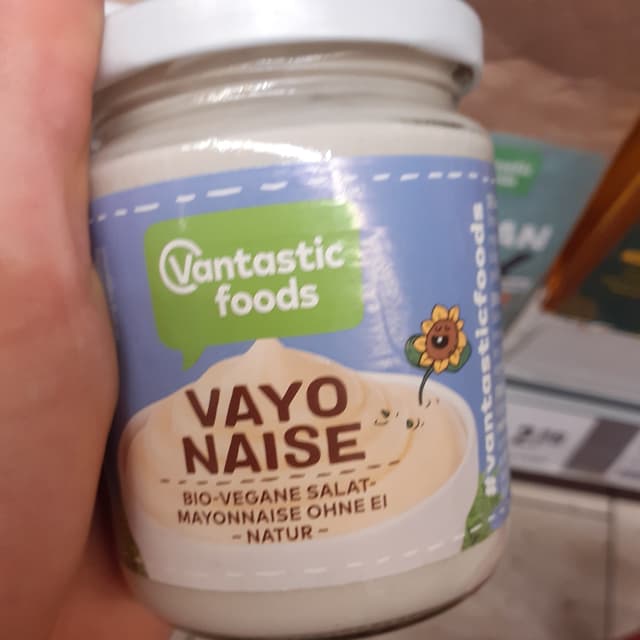 Vantastic
foods
VAYO
NAISE
BIO-VEGANE SALAT-
MAYONNAISE OHNE EI
- NATUR -
#vantasticfoods